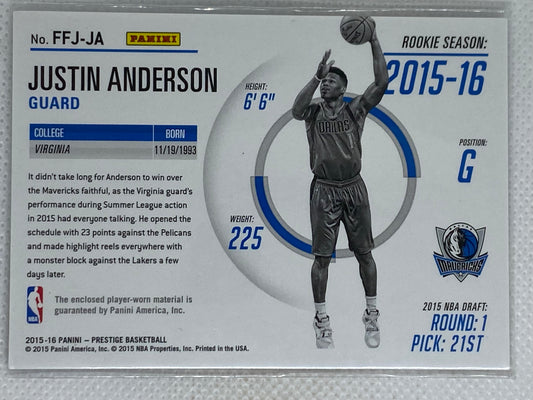 No. FFJ-JA
PANINI
JUSTIN ANDERSON
GUARD
COLLEGE BORN
VIRGINIA 11/19/1993
It didn't take long for Anderson to win over
the Mavericks faithful, as the Virginia guard's
performance during Summer League action
in 2015 had everyone talking. He opened the
schedule with 23 points against the Pelicans
and made highlight reels everywhere with
a monster block against the Lakers a few
days later.
NBA
The enclosed player-worn material is
guaranteed by Panini America, Inc.
2015-16 PANINI – PRESTIGE BASKETBALL
© 2015 Panini America, Inc. © 2015 NBA Properties, Inc. Printed in the USA.
HEIGHT:
6' 6"
WEIGHT:
225
DALLAS
1
ROOKIE SEASON:
2015-16
POSITION:
G
DALLAS
MAVERICKS
2015 NBA DRAFT:
ROUND: 1
PICK: 21ST